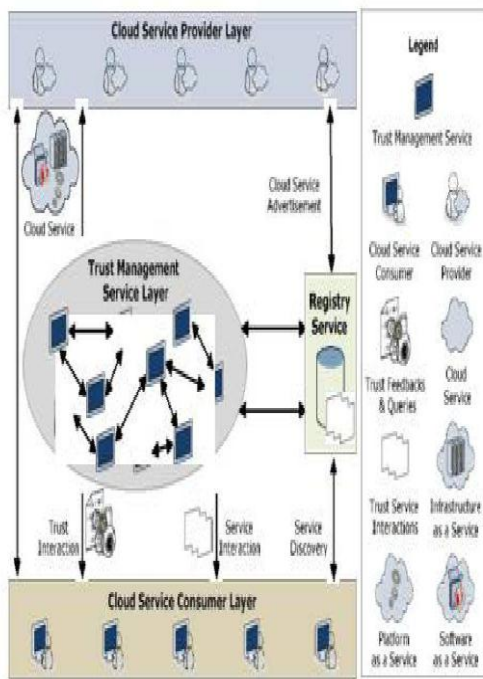 Cloud Service Provider Layer
Cloud Service
Cloud Service
Advertisement
Trust Management
Service Layer
Registry
Service
Trust
Interaction
Service
Interaction
Service
Discovery
Cloud Service Consumer Layer
Legend
Trust Management Service
Cloud Service
Consumer
Cloud Service
Provider
Trust Feedbacks
& Queries
Cloud
Service
Trust Service
Interactions
Infrastructure
as a Service
Platform
as a Service
Software
as a Service